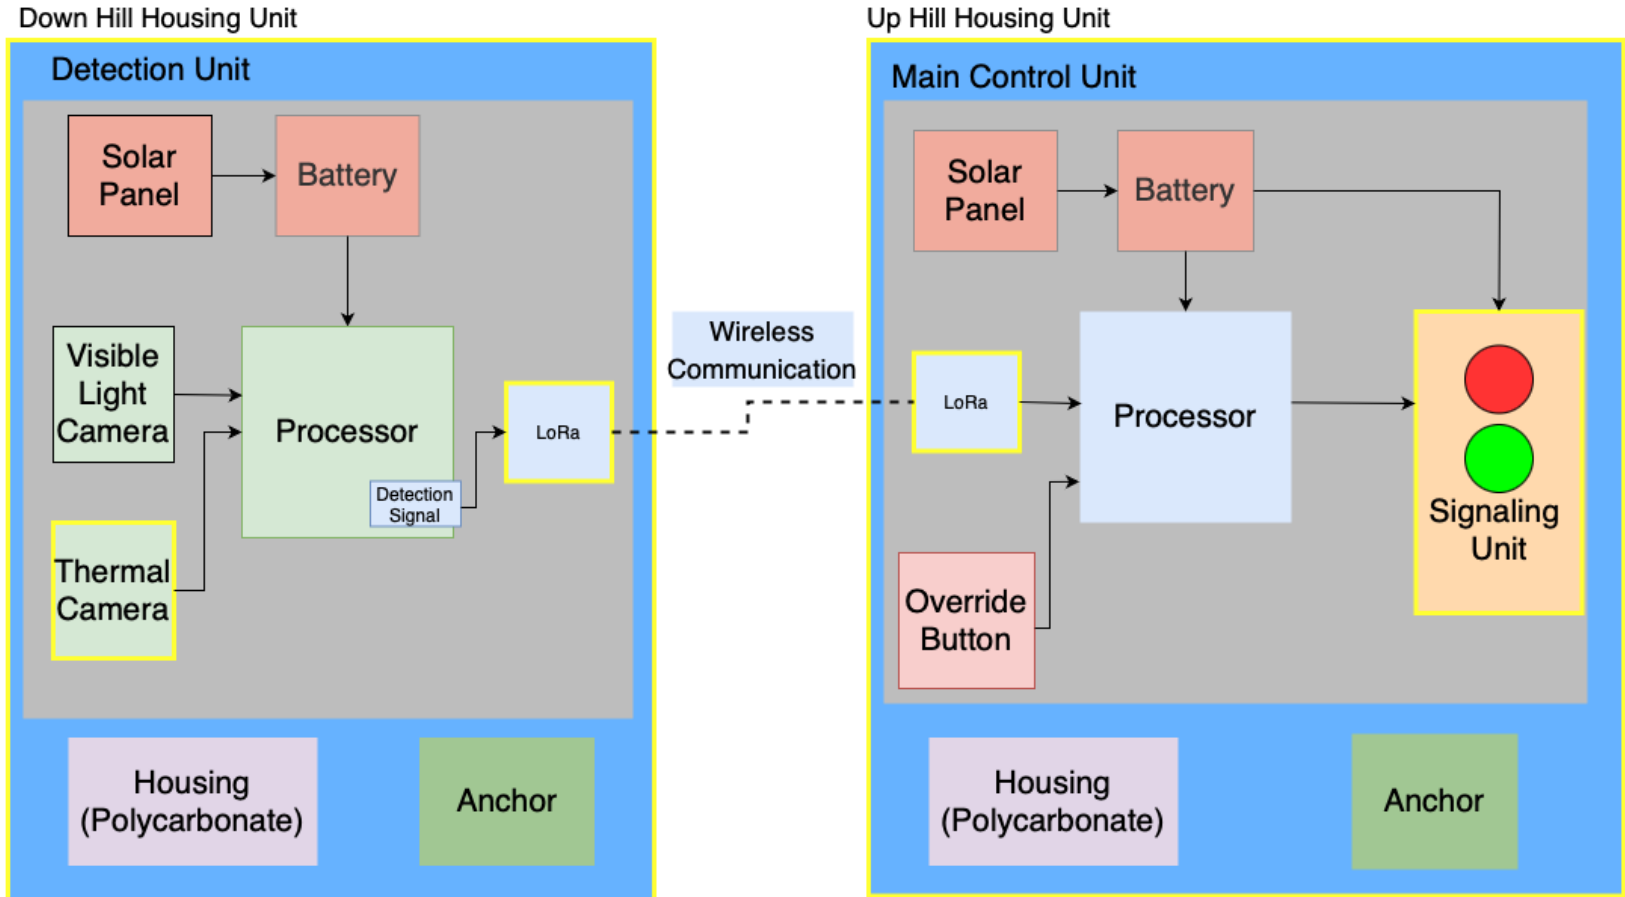 Down Hill Housing Unit
Detection Unit
Solar
Panel
Battery
Visible
Light
Camera
Processor
Detection
Signal
LoRa
Thermal
Camera
Housing
(Polycarbonate)
Anchor
Wireless
Communication
Up Hill Housing Unit
Main Control Unit
Solar
Panel
Battery
LoRa
Processor
Signaling
Unit
Override
Button
Housing
(Polycarbonate)
Anchor